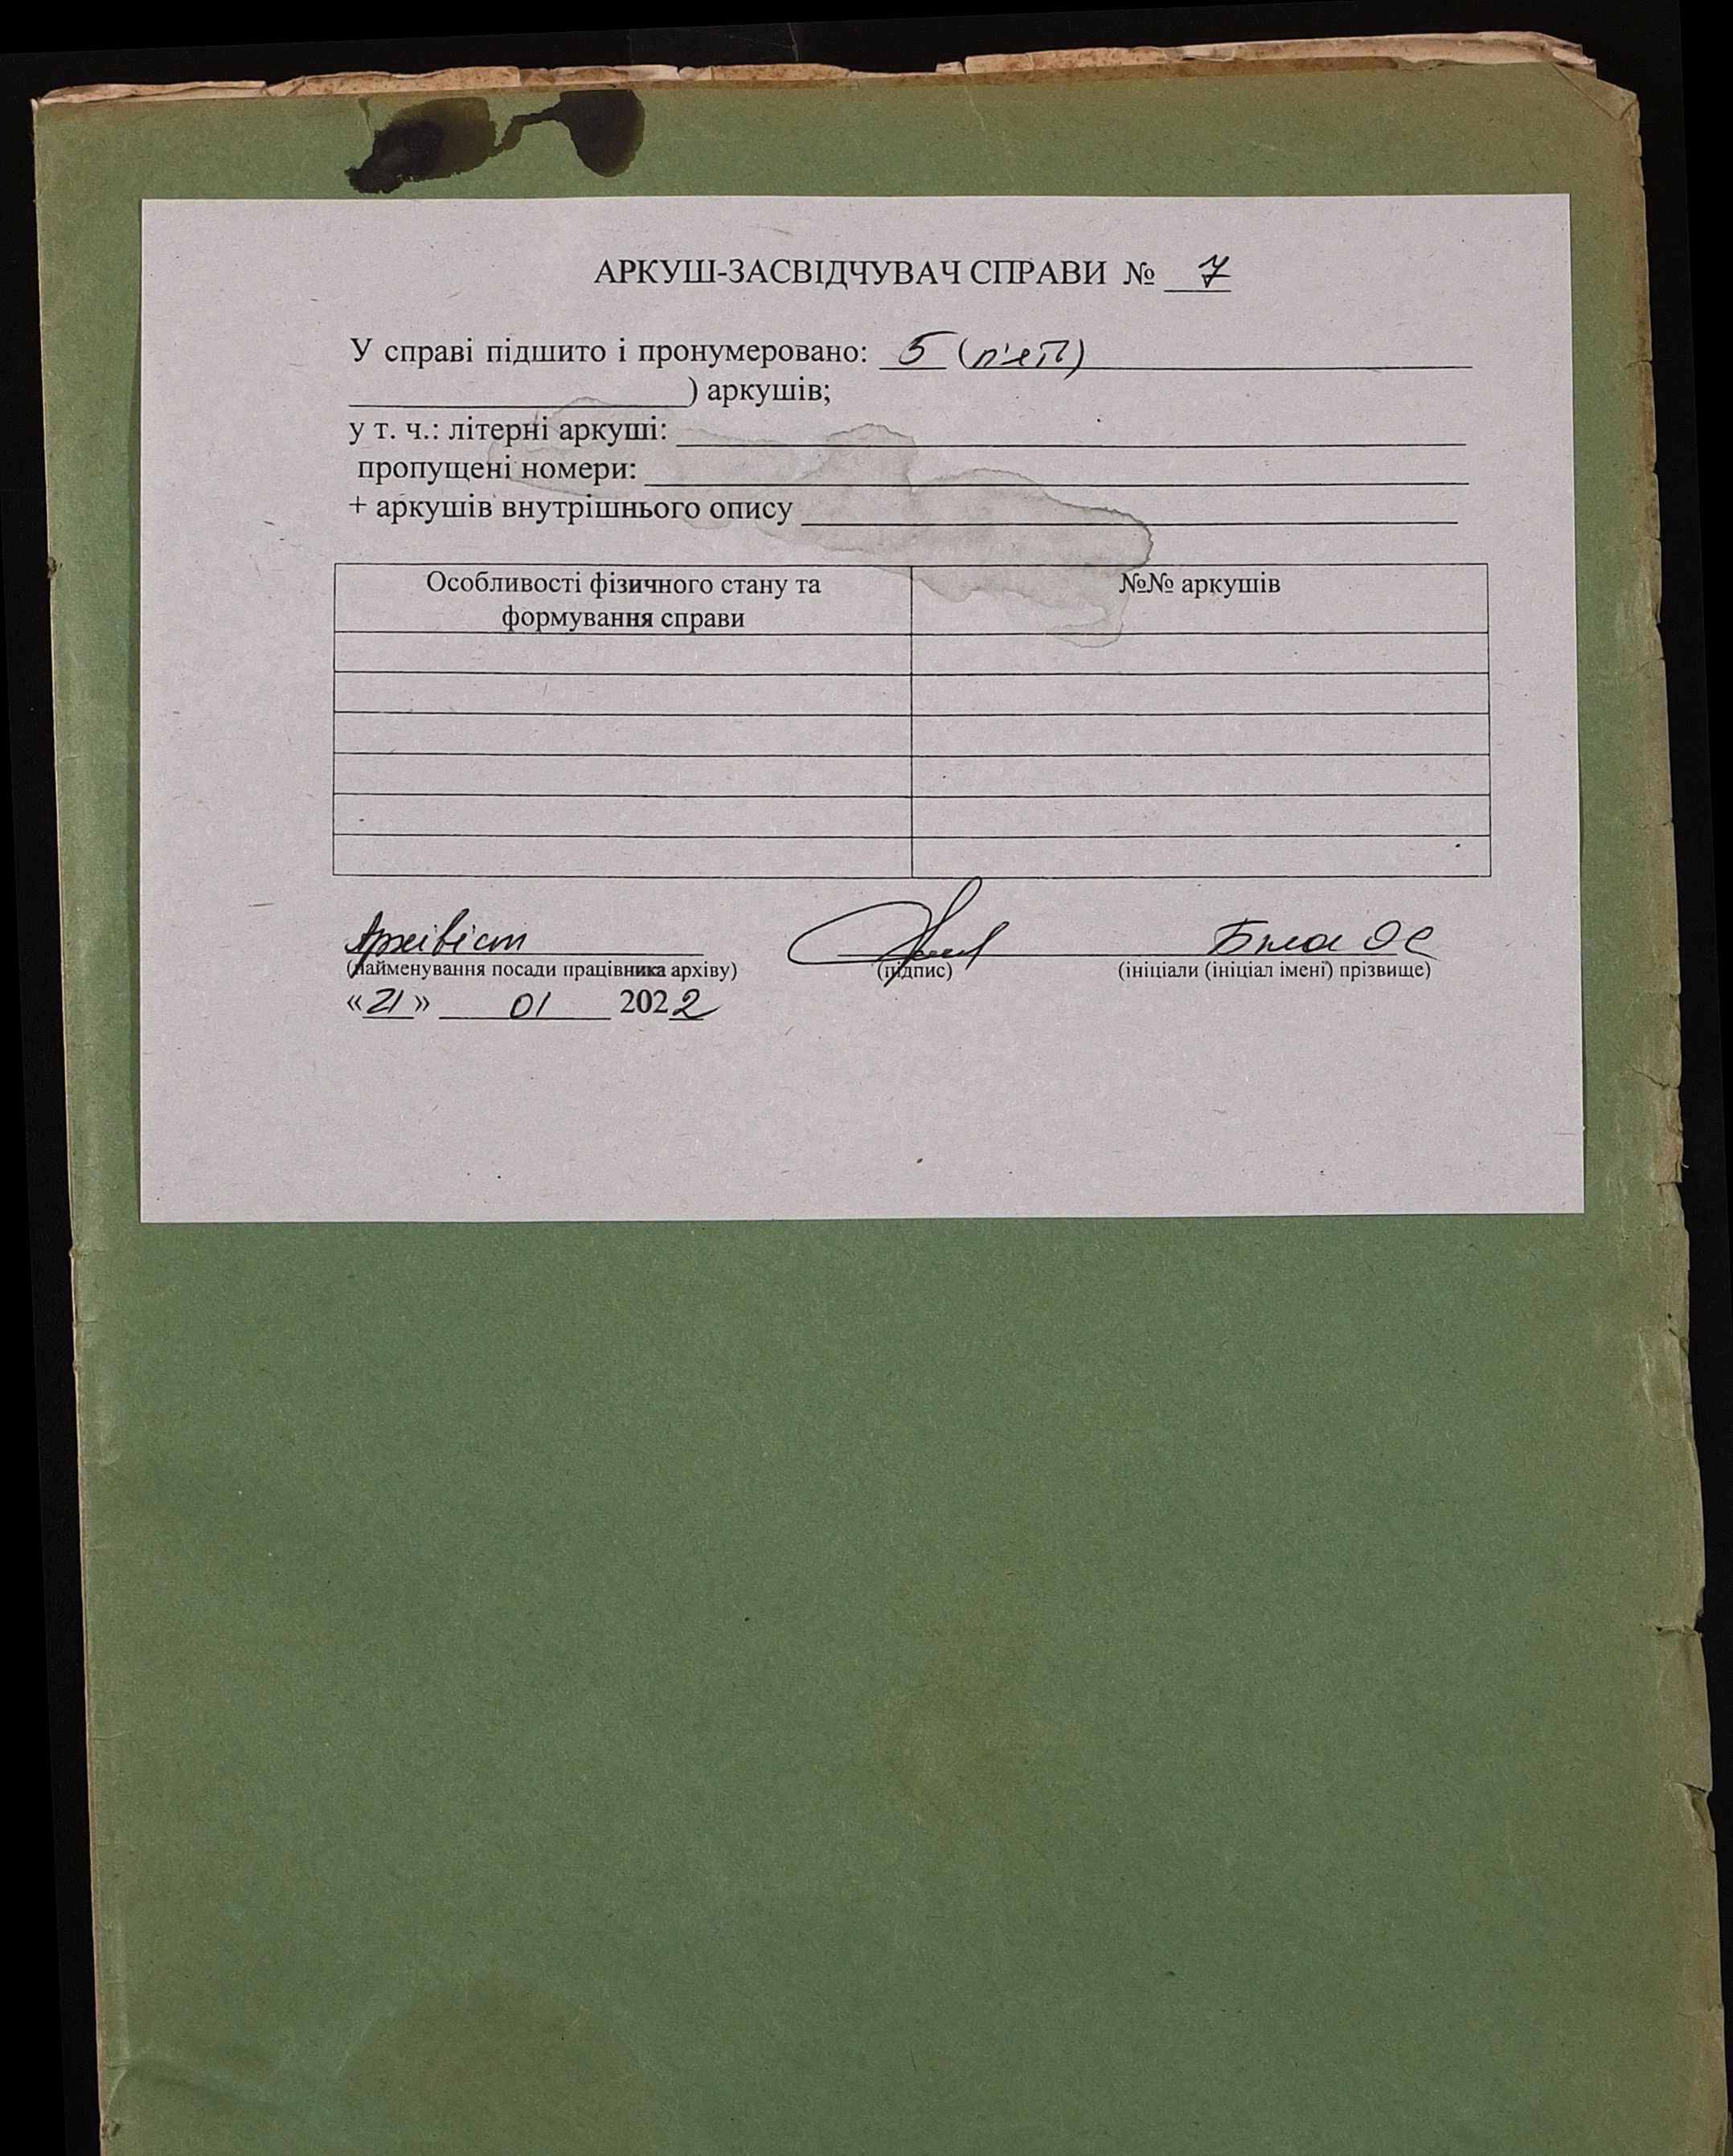 АРКУШ-ЗАСВІДЧУВАЧ СПРАВИ № 7
У справі підшито і пронумеровано: 5 (п'ять)
) аркушів;
у т. ч.: літерні аркуші:
пропущені номери:
+ аркушів внутрішнього опису
Особливості фізичного стану та формування справи
№№ аркушів
Архівіст
(найменування посади працівника архіву) (підпис) (ініціали (ініціал імені) прізвище)
«21» 01 2022